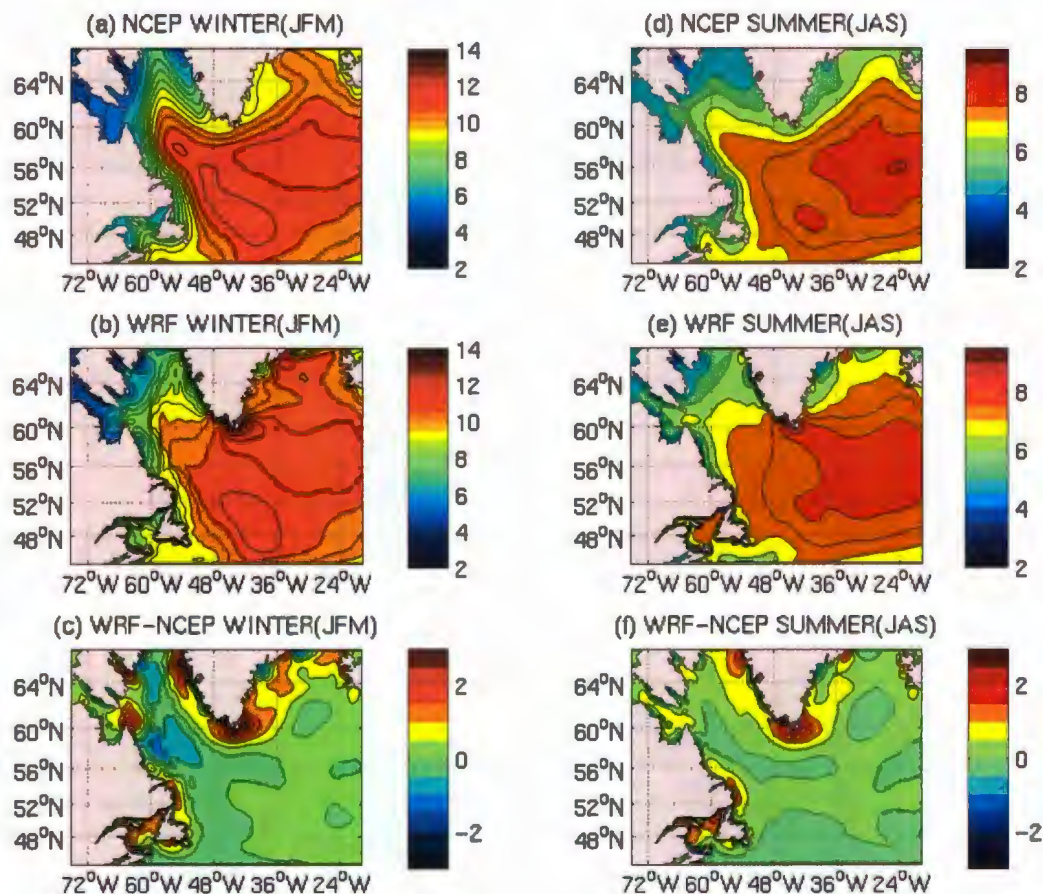 (a) NCEP WINTER(JFM)
64°N
60°N
56°N
52°N
48°N
72°W 60°W 48°W 36°W 24°W
14
12
10
8
6
4
2
(d) NCEP SUMMER(JAS)
64°N
60°N
56°N
52°N
48°N
72°W 60°W 48°W 36°W 24°W
8
6
4
2
(b) WRF WINTER(JFM)
64°N
60°N
56°N
52°N
48°N
72°W 60°W 48°W 36°W 24°W
14
12
10
8
6
4
2
(e) WRF SUMMER(JAS)
64°N
60°N
56°N
52°N
48°N
72°W 60°W 48°W 36°W 24°W
8
6
4
2
(c) WRF-NCEP WINTER(JFM)
64°N
60°N
56°N
52°N
48°N
72°W 60°W 48°W 36°W 24°W
2
0
-2
(f) WRF-NCEP SUMMER(JAS)
64°N
60°N
56°N
52°N
48°N
72°W 60°W 48°W 36°W 24°W
2
0
-2